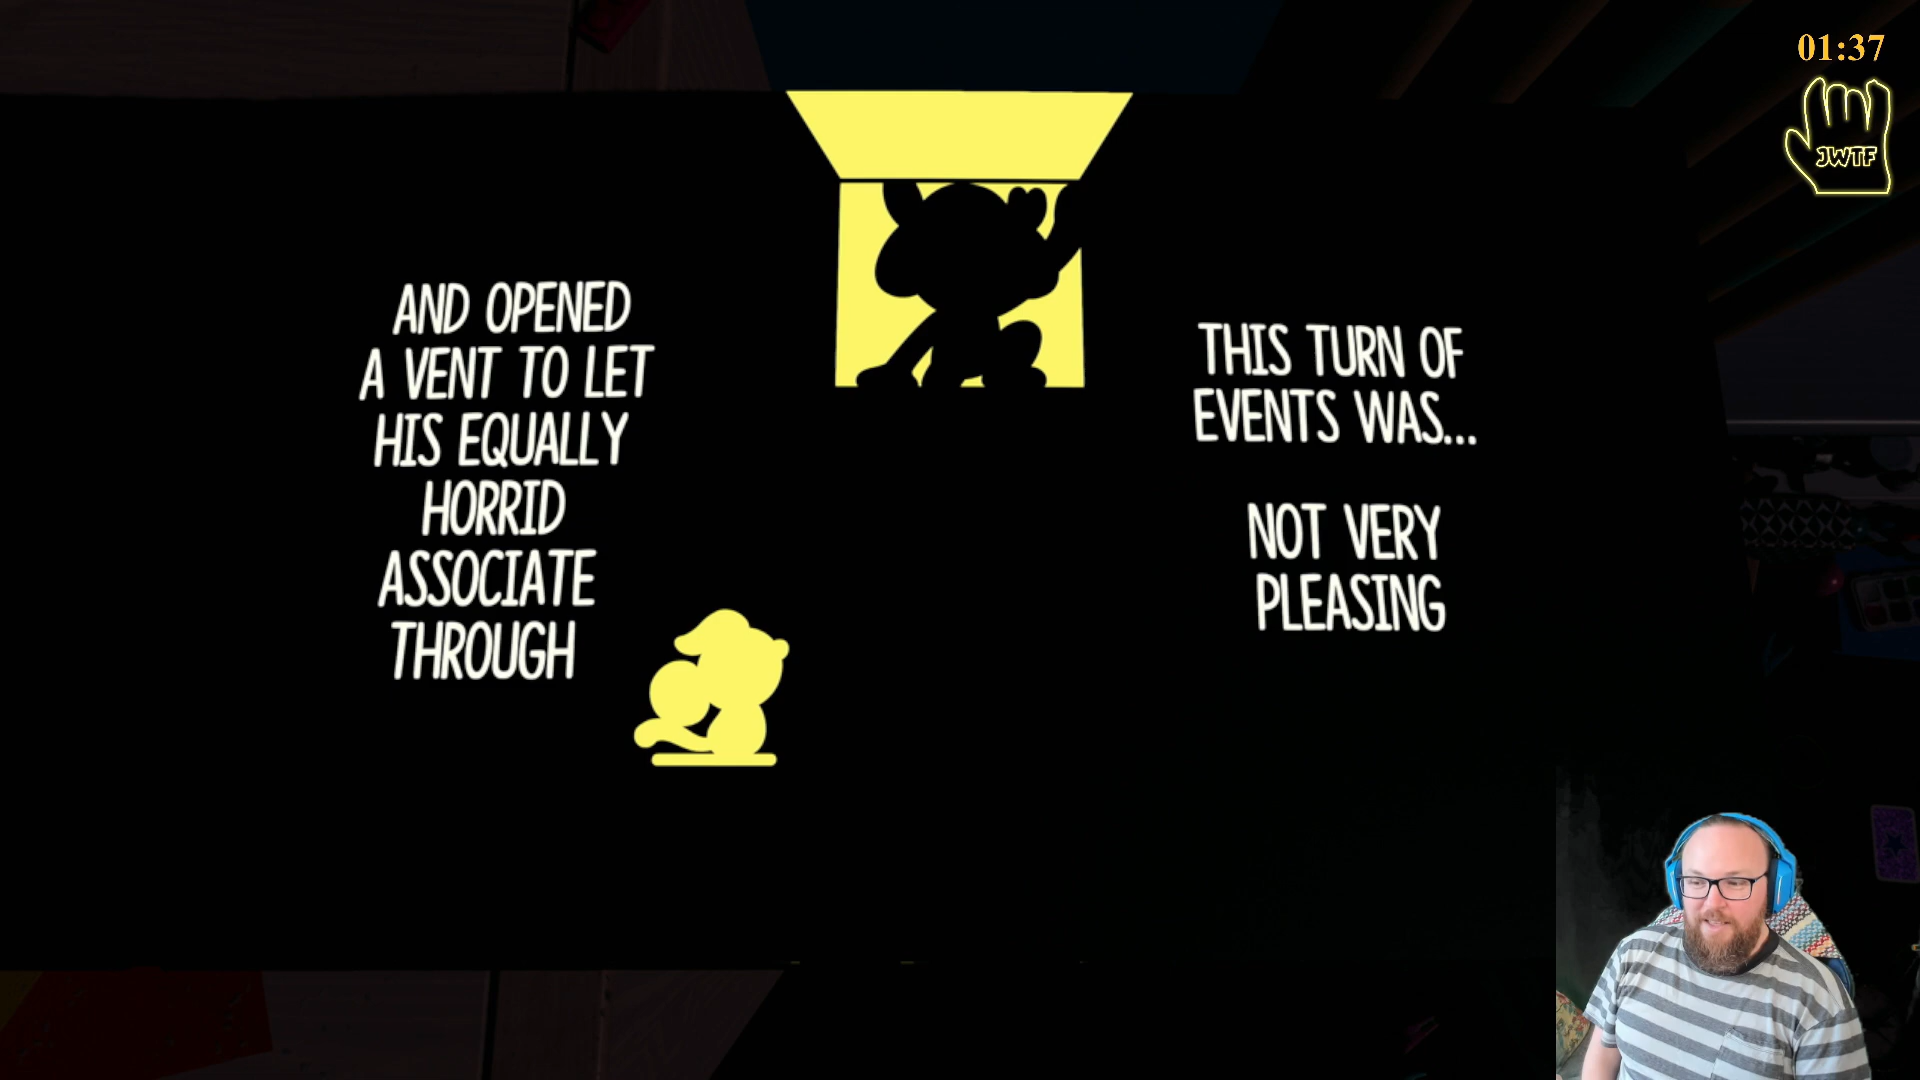 01:37
JWTF
AND OPENED
A VENT TO LET
HIS EQUALLY
HORRID
ASSOCIATE
THROUGH
THIS TURN OF
EVENTS WAS...
NOT VERY
PLEASING